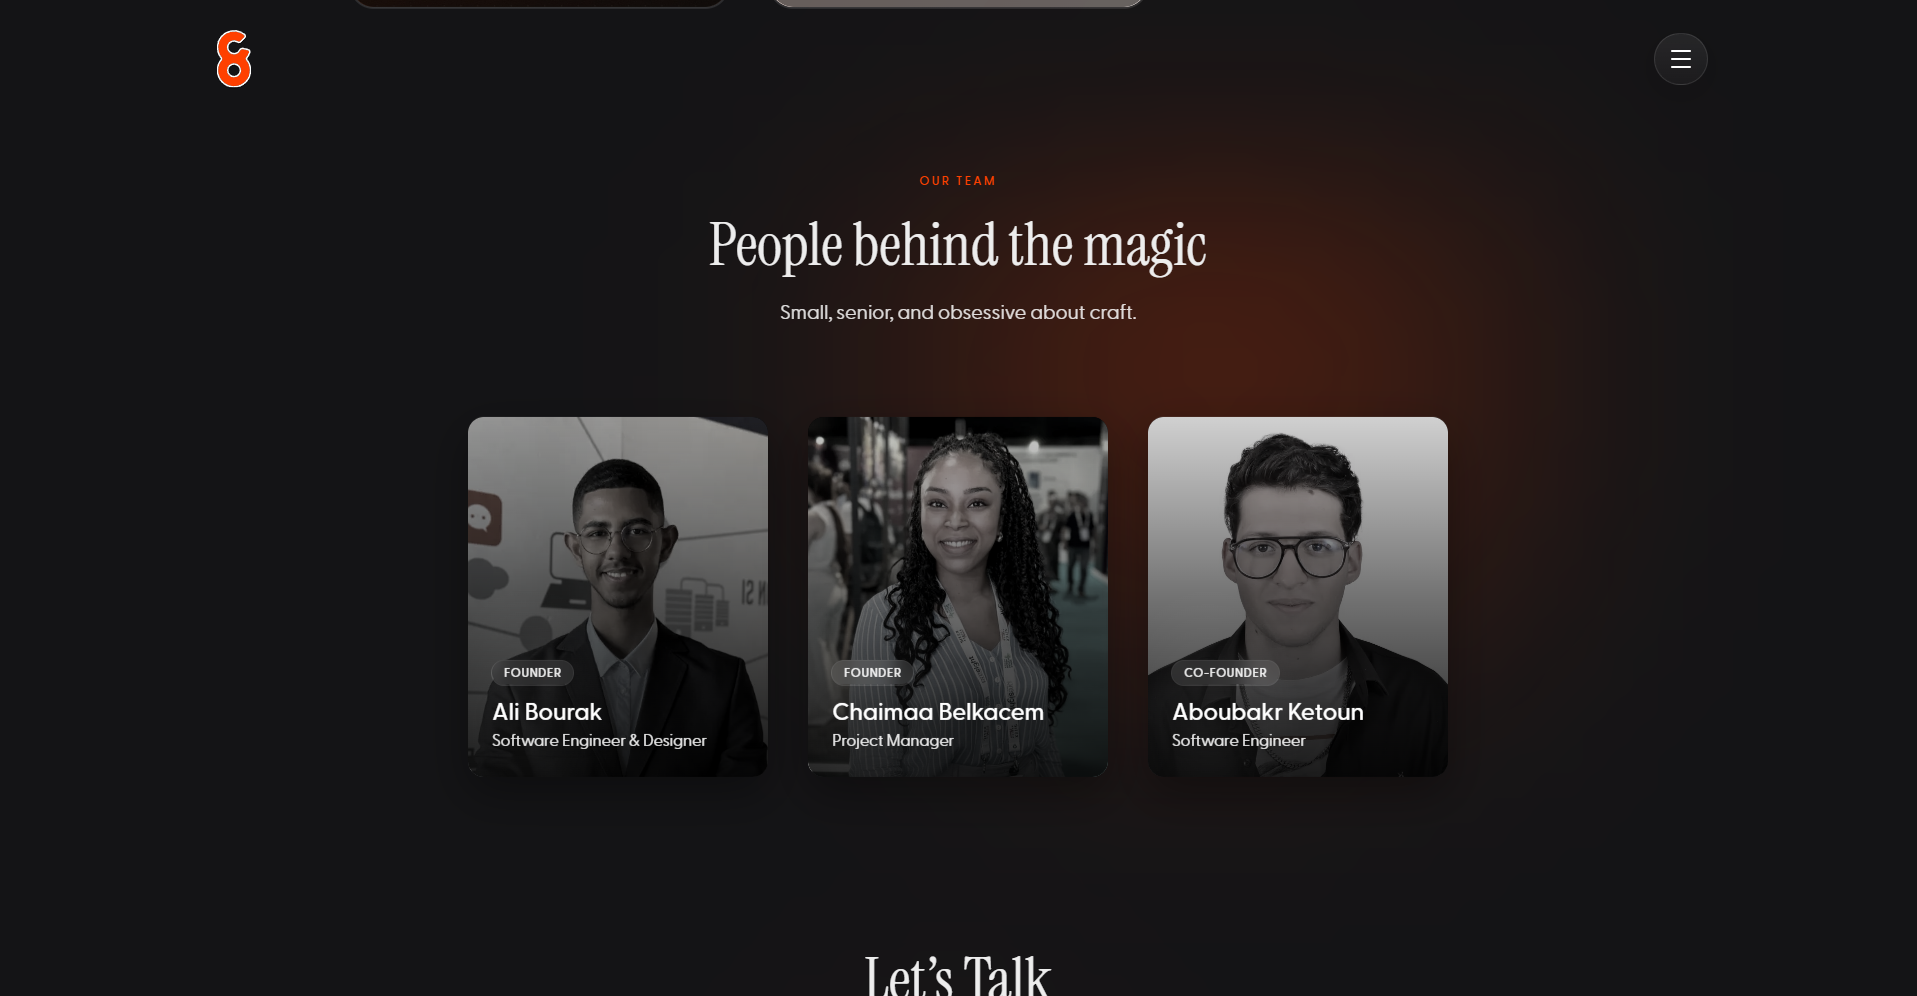 OUR TEAM
People behind the magic
Small, senior, and obsessive about craft.
FOUNDER
Ali Bourak
Software Engineer & Designer
FOUNDER
Chaimaa Belkacem
Project Manager
CO-FOUNDER
Aboubakr Ketoun
Software Engineer
Let’s Talk